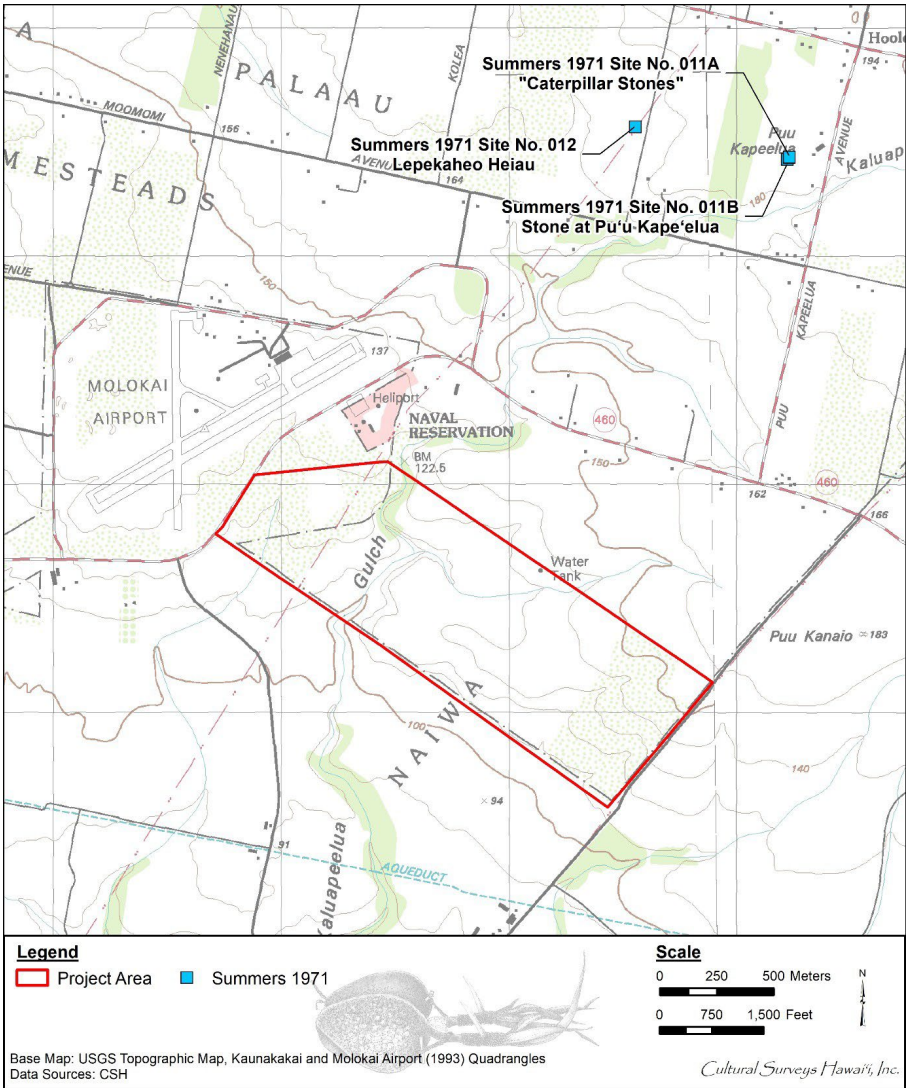 A
NENEHANAU
KOLEA
Hoole
194
PALAAU
Summers 1971 Site No. 011A
"Caterpillar Stones"
MOOMOMI
156
AVENUE
164
Summers 1971 Site No. 012
Lepekaheo Heiau
Puu
Kapeelua
AVENUE
Kaluap
MESTEADS
180
Summers 1971 Site No. 011B
Stone at Pu'u Kape'elua
ENUE
150
KAPEELUA
PUU
137
MOLOKAI
AIRPORT
Heliport
NAVAL
RESERVATION
460
BM
122.5
150
162
460
166
Gulch
Water
Tank
Puu Kanaio
183
NAIWA
100
140
94
91
AQUEDUCT
aluapeelua
Legend
Project Area
Summers 1971
Scale
0 250 500 Meters
0 750 1,500 Feet
N
Base Map: USGS Topographic Map, Kaunakakai and Molokai Airport (1993) Quadrangles
Data Sources: CSH
Cultural Surveys Hawai'i, Inc.